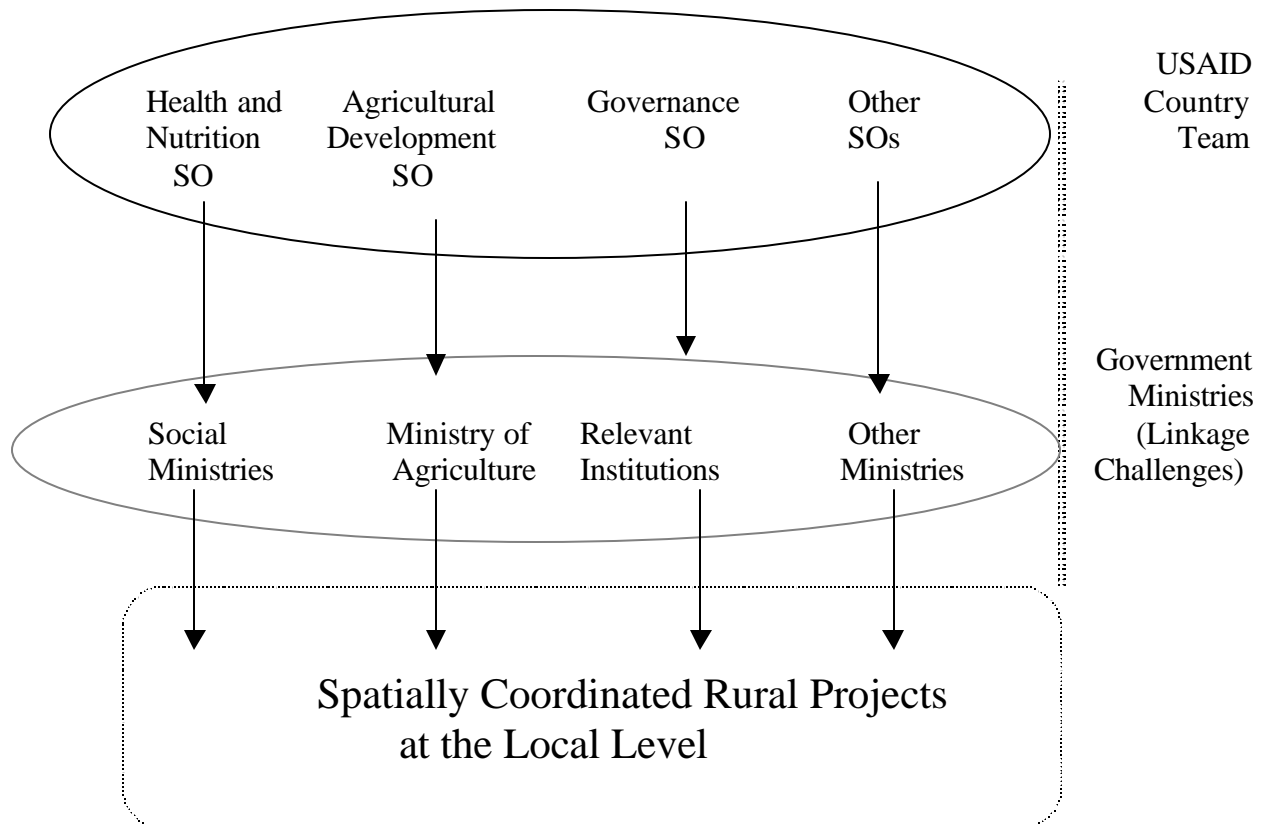 Health and
Nutrition
SO
Agricultural
Development
SO
Governance
SO
Other
SOs
USAID
Country
Team
Social
Ministries
Ministry of
Agriculture
Relevant
Institutions
Other
Ministries
Government
Ministries
(Linkage
Challenges)
Spatially Coordinated Rural Projects
at the Local Level